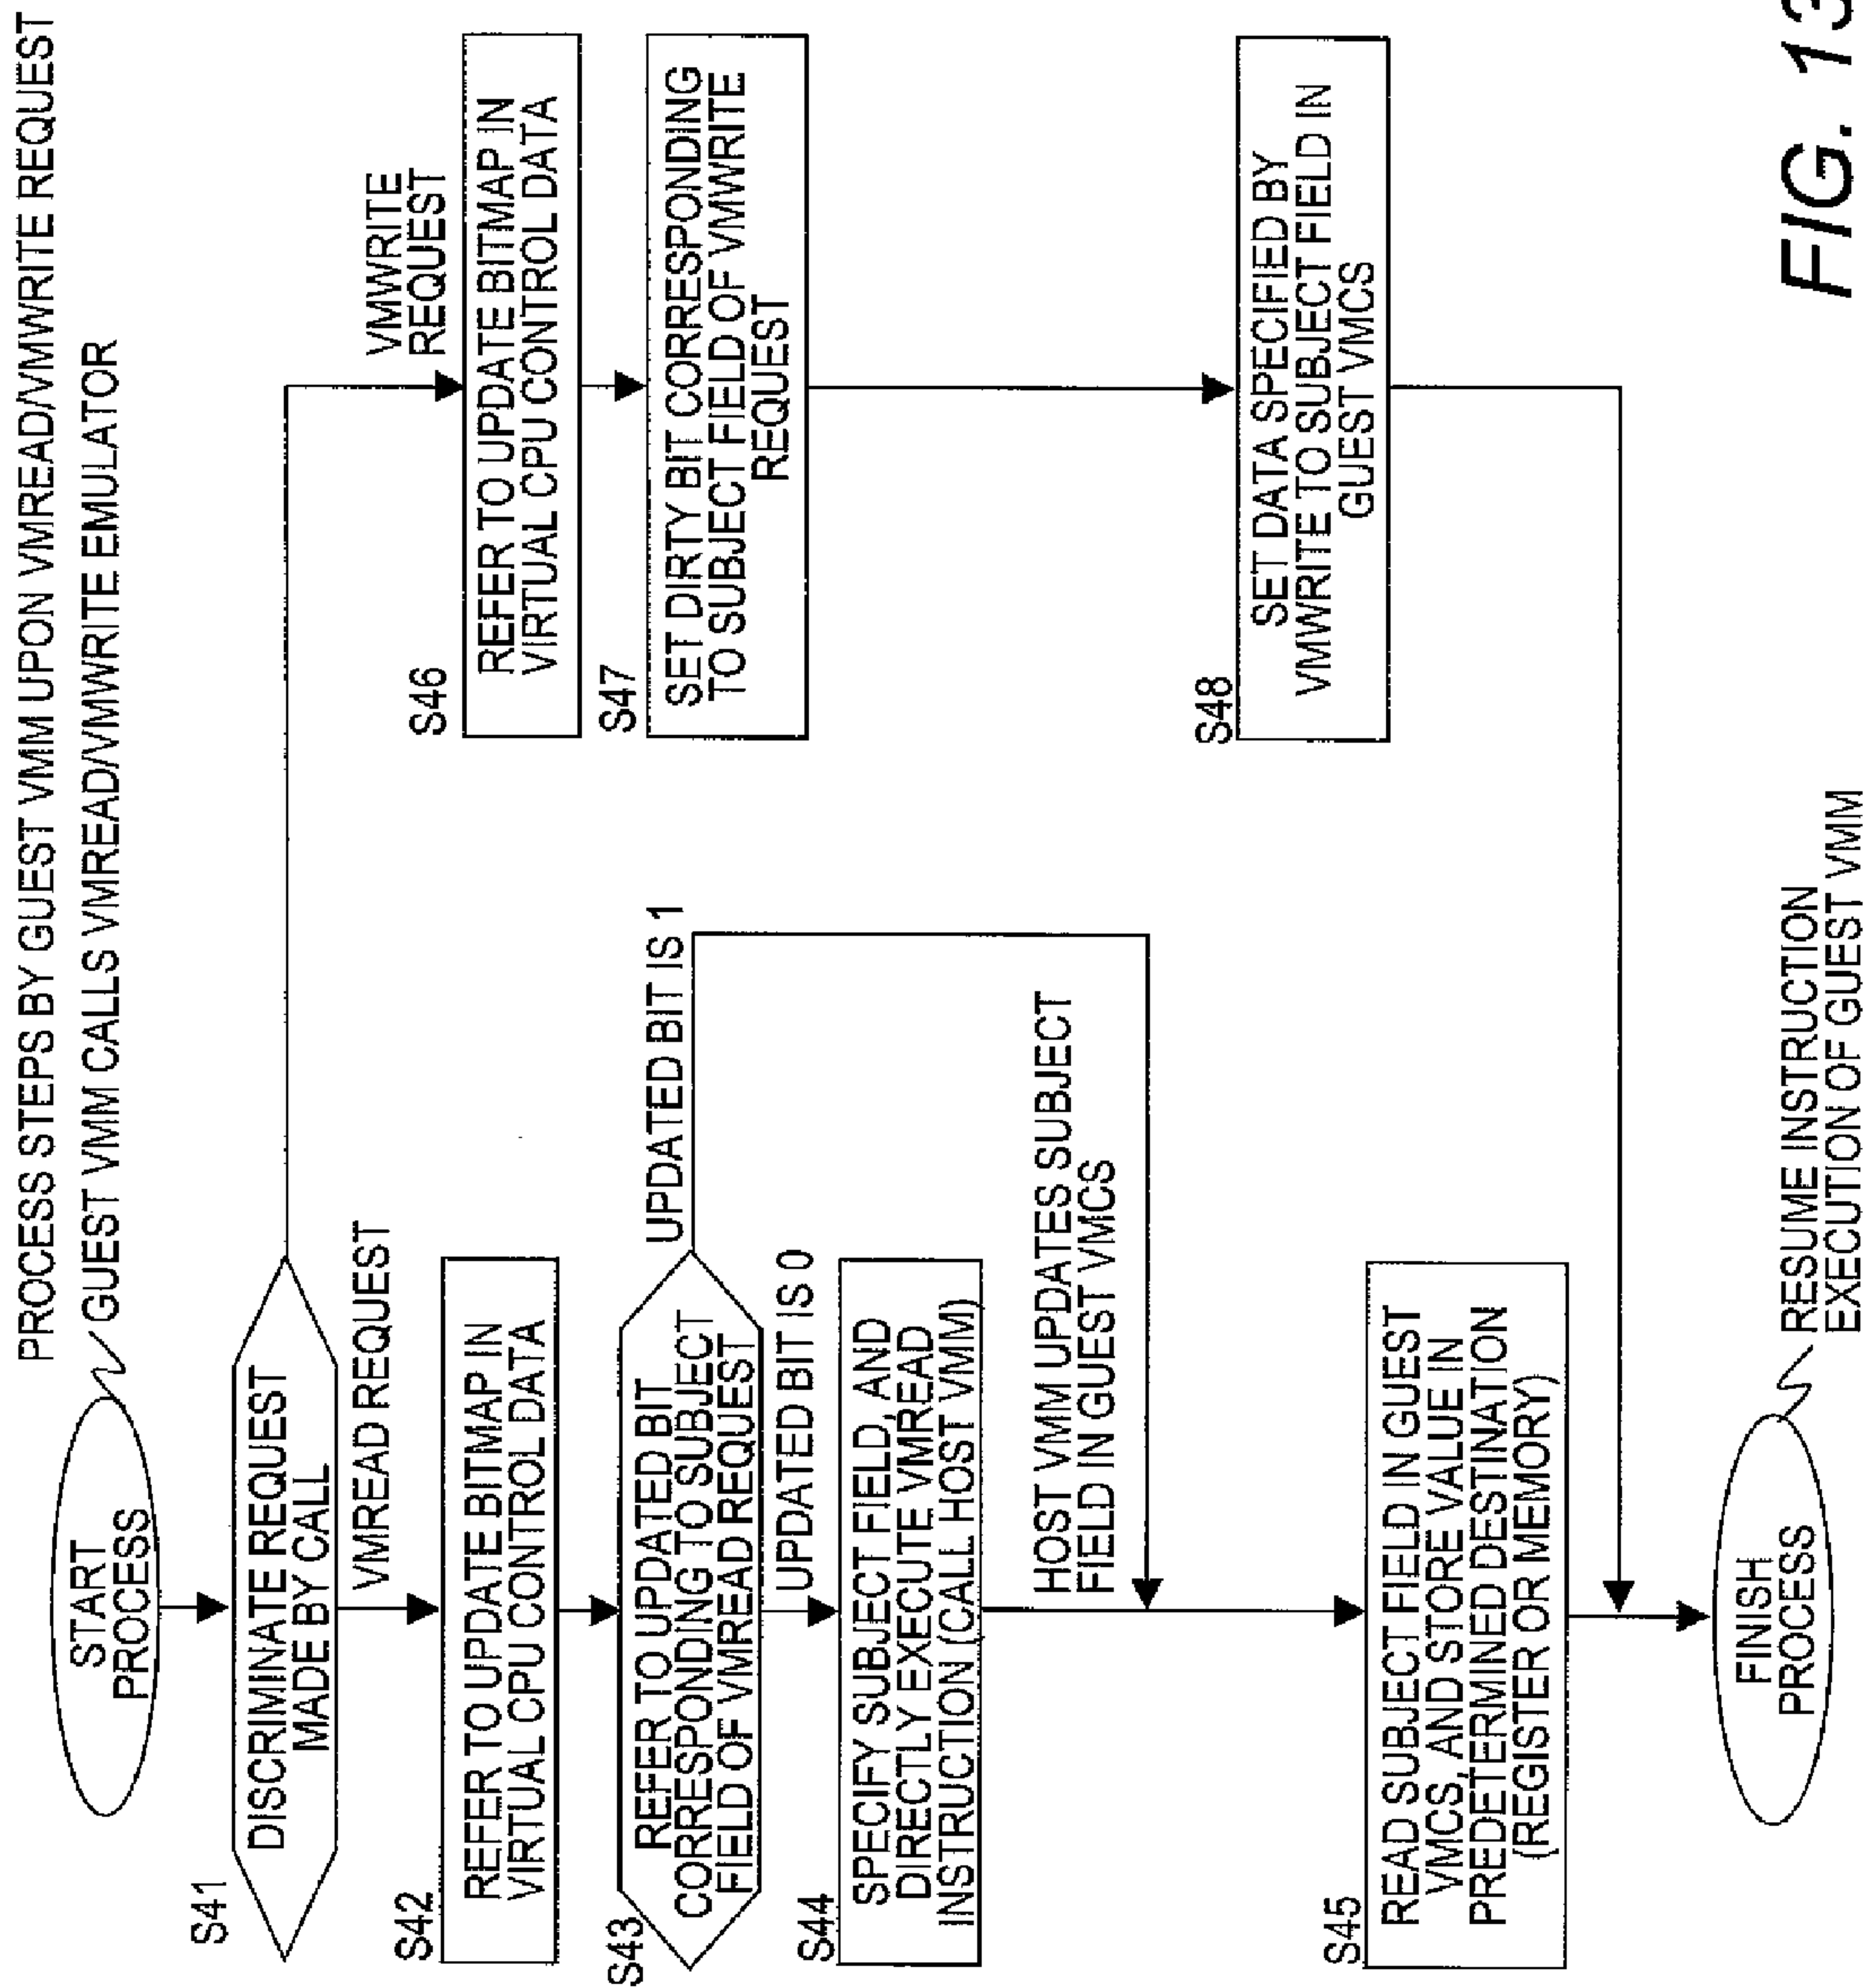 PROCESS STEPS BY GUEST VMM UPON VMREAD/VMWRITE REQUEST
START
PROCESS
GUEST VMM CALLS VMREAD/VMWRITE EMULATOR
S41
DISCRIMINATE REQUEST
MADE BY CALL
VMREAD REQUEST
S42
REFER TO UPDATE BITMAP IN
VIRTUAL CPU CONTROL DATA
S43
REFER TO UPDATED BIT
CORRESPONDING TO SUBJECT
FIELD OF VMREAD REQUEST
UPDATED BIT IS 1
UPDATED BIT IS 0
S44
SPECIFY SUBJECT FIELD, AND
DIRECTLY EXECUTE VMREAD
INSTRUCTION (CALL HOST VMM)
HOST VMM UPDATES SUBJECT
FIELD IN GUEST VMCS
S45
READ SUBJECT FIELD IN GUEST
VMCS, AND STORE VALUE IN
PREDETERMINED DESTINATION
(REGISTER OR MEMORY)
VMWRITE
REQUEST
S46
REFER TO UPDATE BITMAP IN
VIRTUAL CPU CONTROL DATA
S47
SET DIRTY BIT CORRESPONDING
TO SUBJECT FIELD OF VMWRITE
REQUEST
S48
SET DATA SPECIFIED BY
VMWRITE TO SUBJECT FIELD IN
GUEST VMCS
FINISH
PROCESS
RESUME INSTRUCTION
EXECUTION OF GUEST VMM
FIG. 13